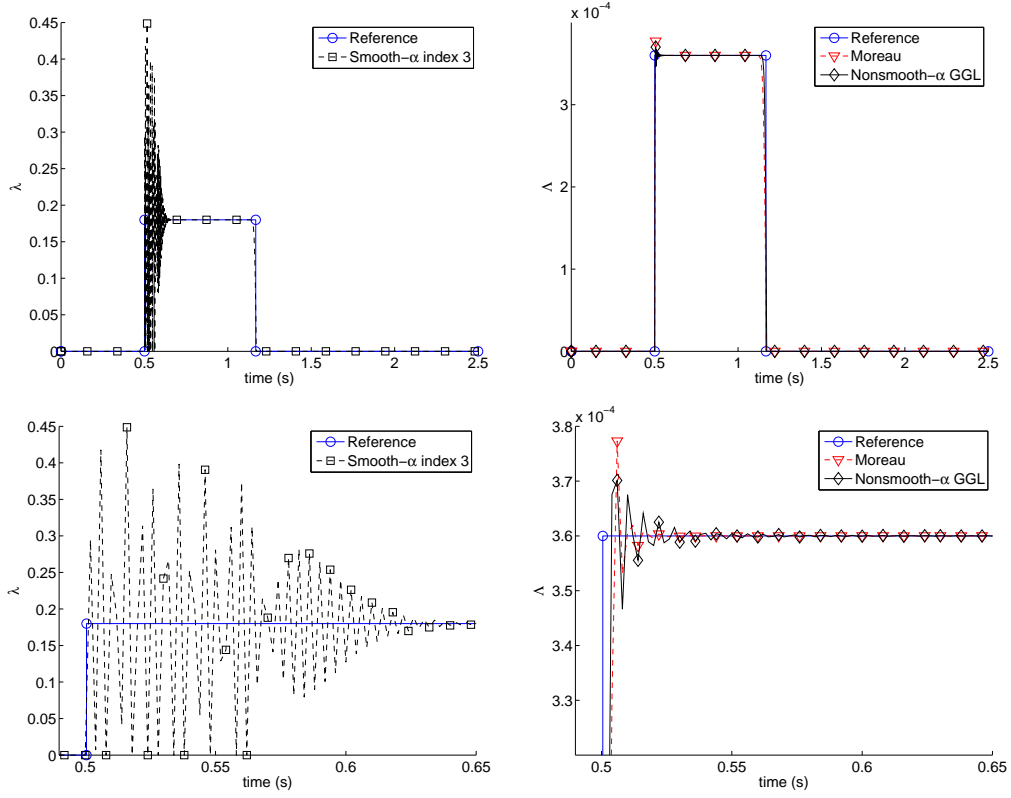 0.45
0.4
0.35
0.3
0.25
0.2
0.15
0.1
0.05
0
0 0.5 1 1.5 2 2.5
time (s)
λ
Reference
Smooth-α index 3
x 10⁻⁴
4
3
2
1
0
0 0.5 1 1.5 2 2.5
time (s)
Λ
Reference
Moreau
Nonsmooth-α GGL
0.45
0.4
0.35
0.3
0.25
0.2
0.15
0.1
0.05
0
0.5 0.55 0.6 0.65
time (s)
λ
Reference
Smooth-α index 3
x 10⁻⁴
3.8
3.7
3.6
3.5
3.4
3.3
0.5 0.55 0.6 0.65
time (s)
Λ
Reference
Moreau
Nonsmooth-α GGL